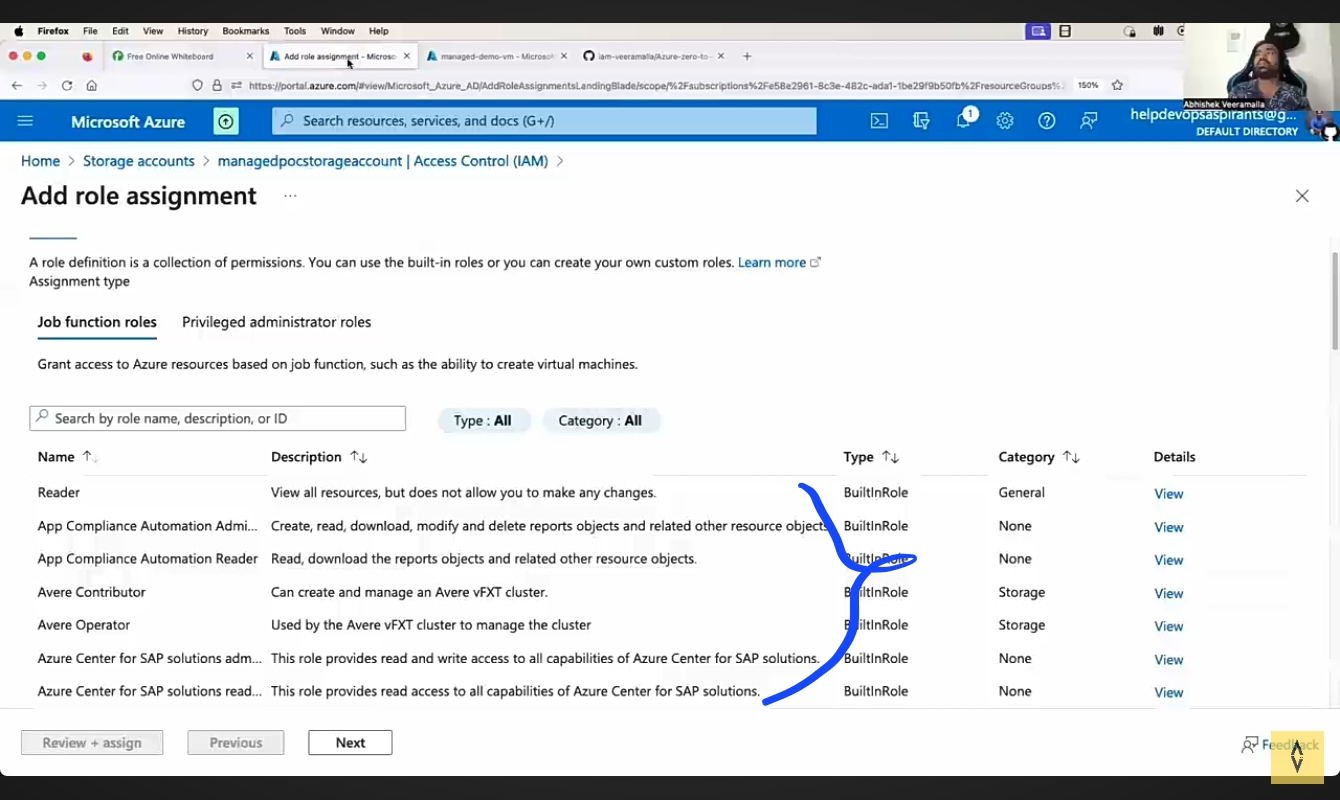 Firefox File Edit View History Bookmarks Tools Window Help
Free Online Whiteboard
Add role assignment - Microso
managed-demo-vm - Microsoft
iam-veeramalla/Azure-zero-to-
https://portal.azure.com/#view/Microsoft_Azure_AD/AddRoleAssignmentsLandingBlade/scope/%2Fsubscriptions%2Fe58e2961-8c3e-482c-ada1-1be29f9b50fb%2FresourceGroups%
150%
Abhishek Veeramalla
Microsoft Azure
Search resources, services, and docs (G+/)
1
helpdevopsaspirants@g...
DEFAULT DIRECTORY
Home > Storage accounts > managedpocstorageaccount | Access Control (IAM) >
Add role assignment ...
A role definition is a collection of permissions. You can use the built-in roles or you can create your own custom roles. Learn more
Assignment type
Job function roles Privileged administrator roles
Grant access to Azure resources based on job function, such as the ability to create virtual machines.
Search by role name, description, or ID
Type : All
Category : All
Name ↑↓ Description ↑↓ Type ↑↓ Category ↑↓ Details
Reader View all resources, but does not allow you to make any changes. BuiltInRole General View
App Compliance Automation Admi... Create, read, download, modify and delete reports objects and related other resource objects. BuiltInRole None View
App Compliance Automation Reader Read, download the reports objects and related other resource objects. BuiltInRole None View
Avere Contributor Can create and manage an Avere vFXT cluster. BuiltInRole Storage View
Avere Operator Used by the Avere vFXT cluster to manage the cluster BuiltInRole Storage View
Azure Center for SAP solutions adm... This role provides read and write access to all capabilities of Azure Center for SAP solutions. BuiltInRole None View
Azure Center for SAP solutions read... This role provides read access to all capabilities of Azure Center for SAP solutions. BuiltInRole None View
Review + assign Previous Next
Feedback